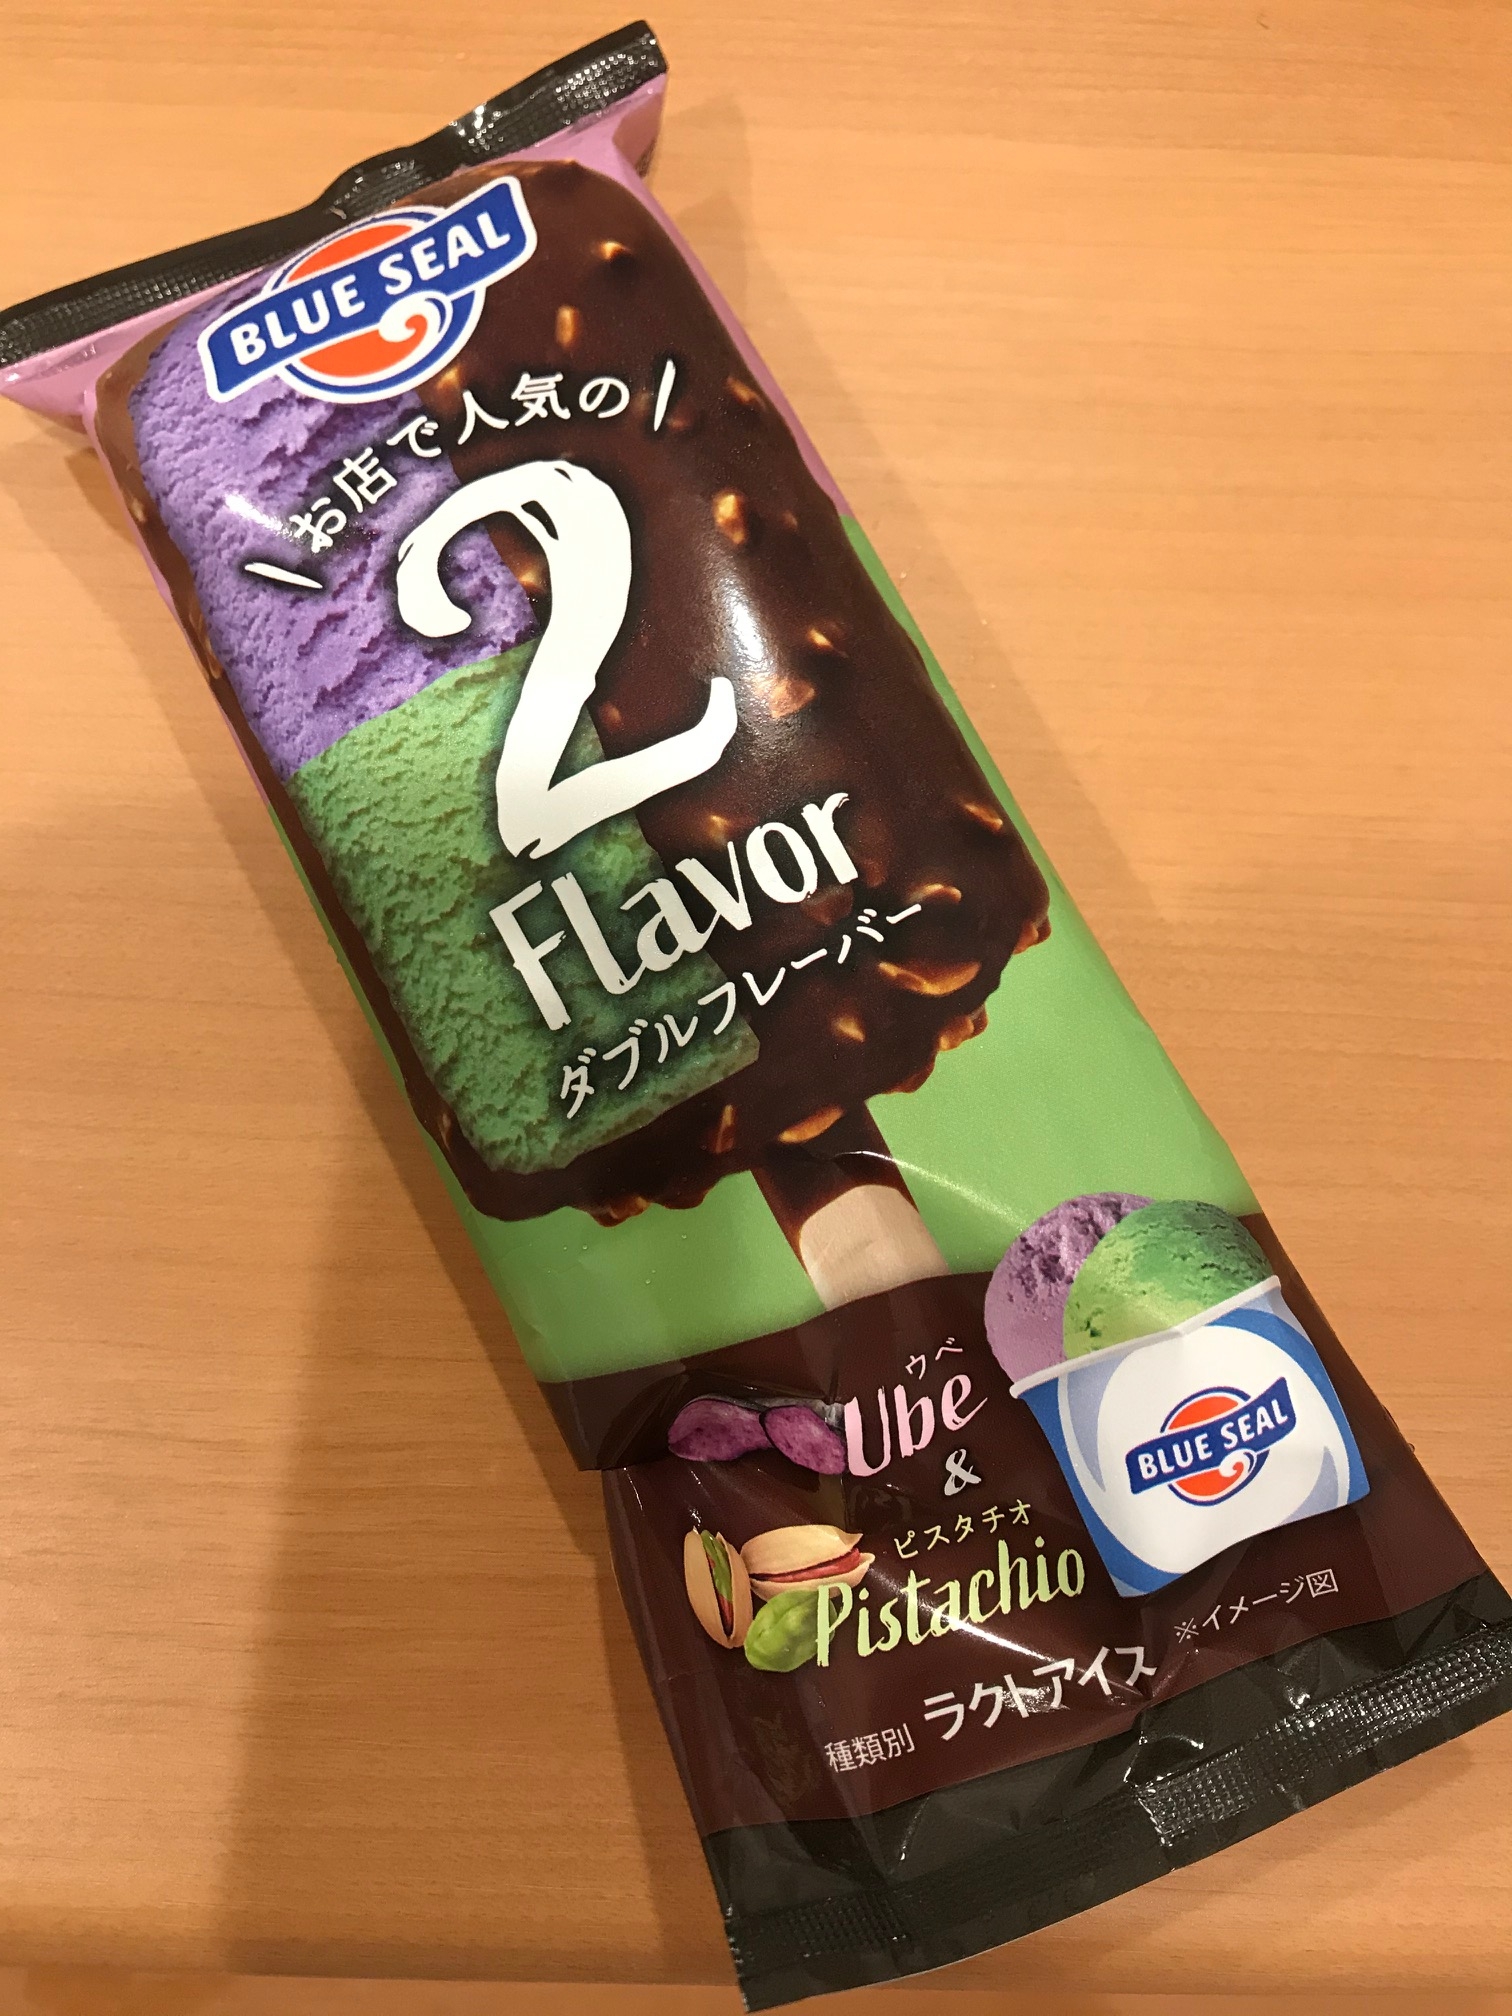 BLUE SEAL
お店で人気の
2
Flavor
ダブルフレーバー
ウベ
Ube
&
ピスタチオ
Pistachio
BLUE SEAL
※イメージ図
種類別 ラクトアイス